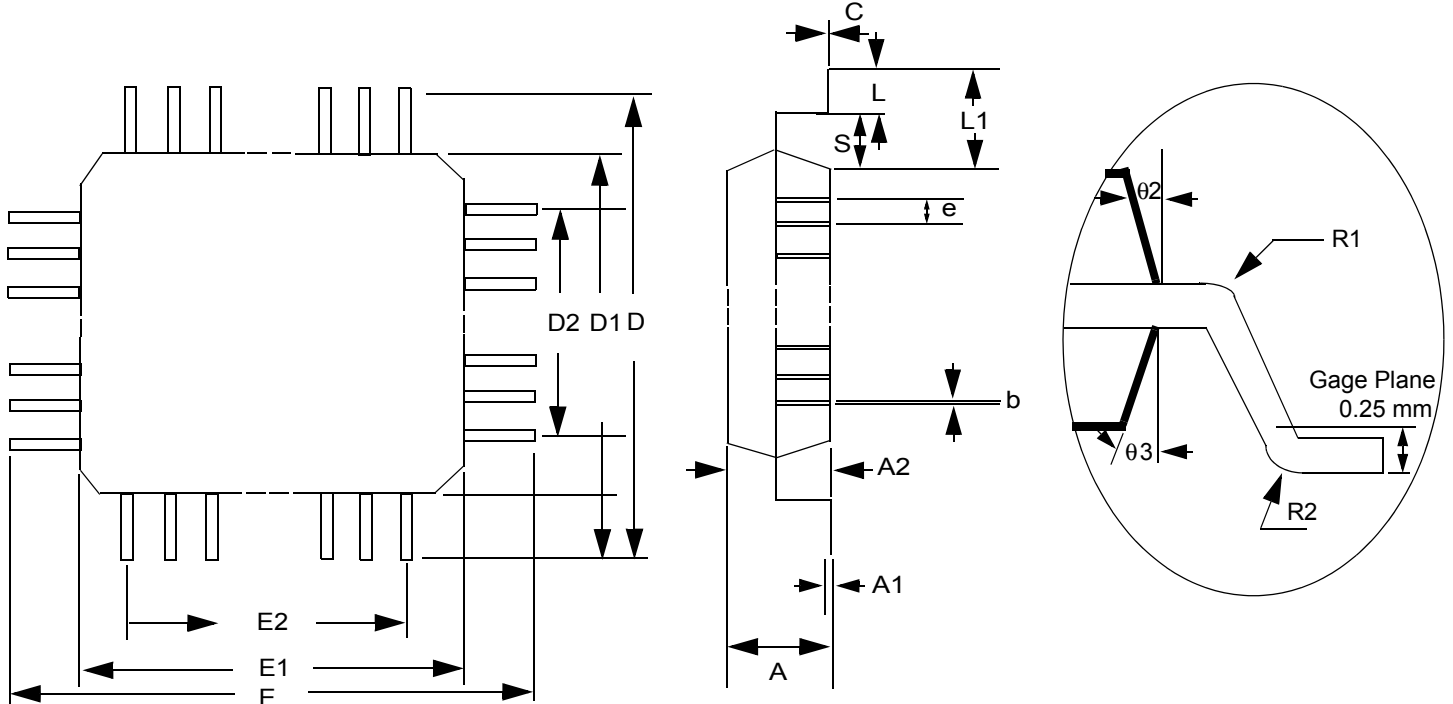 C
L
L1
S
e
θ2
R1
D2 D1 D
Gage Plane
0.25 mm
b
θ3
A2
R2
A1
E2
E1
A